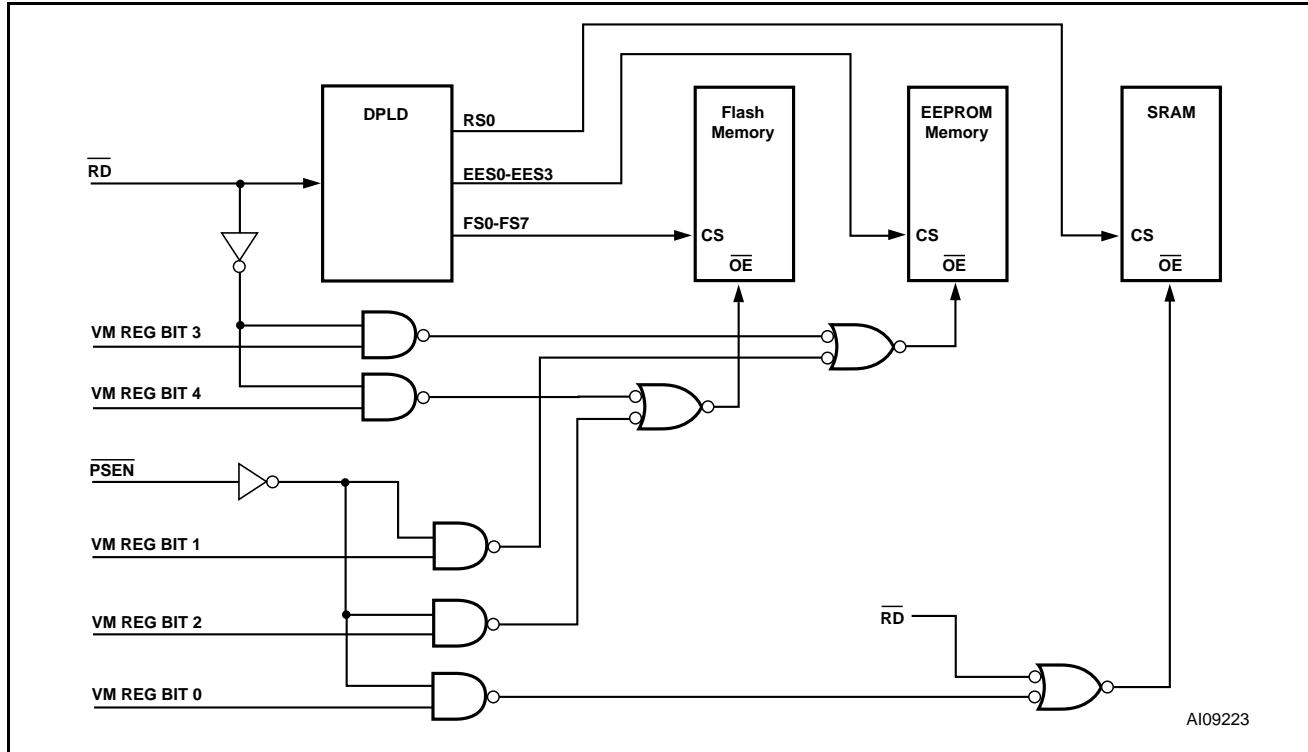 DPLD
RS0
EES0-EES3
FS0-FS7
Flash
Memory
CS
OE
EEPROM
Memory
CS
OE
SRAM
CS
OE
RD
VM REG BIT 3
VM REG BIT 4
PSEN
VM REG BIT 1
VM REG BIT 2
VM REG BIT 0
RD
AI09223